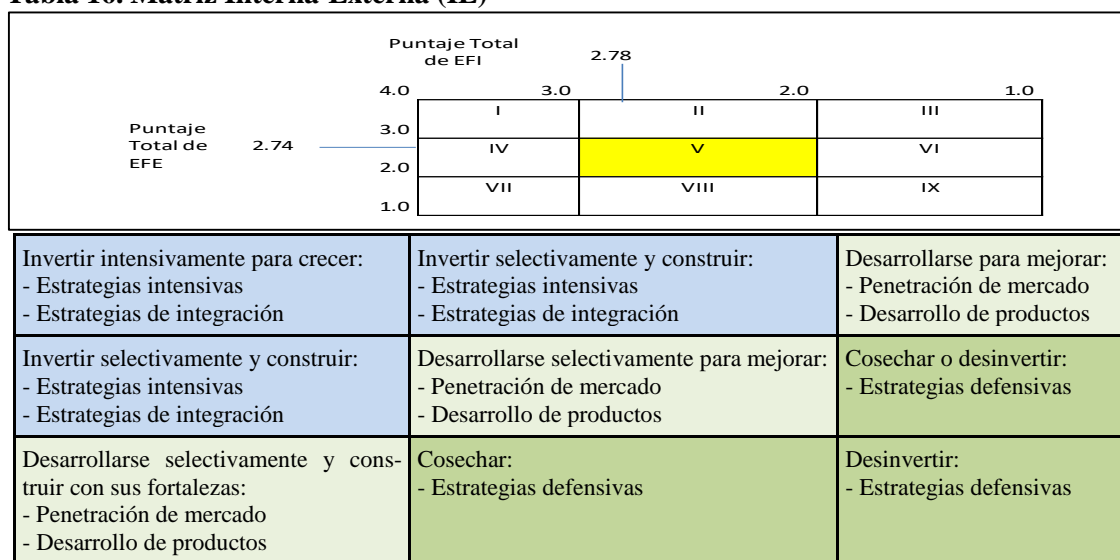 Tabla 16. Matriz Interna-Externa (IE)
Puntaje Total
de EFI
2.78
4.0 3.0 2.0 1.0
I II III
Puntaje
Total de
EFE
2.74
3.0
IV V VI
2.0
VII VIII IX
1.0
Invertir intensivamente para crecer:
- Estrategias intensivas
- Estrategias de integración
Invertir selectivamente y construir:
- Estrategias intensivas
- Estrategias de integración
Desarrollarse para mejorar:
- Penetración de mercado
- Desarrollo de productos
Invertir selectivamente y construir:
- Estrategias intensivas
- Estrategias de integración
Desarrollarse selectivamente para mejorar:
- Penetración de mercado
- Desarrollo de productos
Cosechar o desinvertir:
- Estrategias defensivas
Desarrollarse selectivamente y cons-
truir con sus fortalezas:
- Penetración de mercado
- Desarrollo de productos
Cosechar:
- Estrategias defensivas
Desinvertir:
- Estrategias defensivas